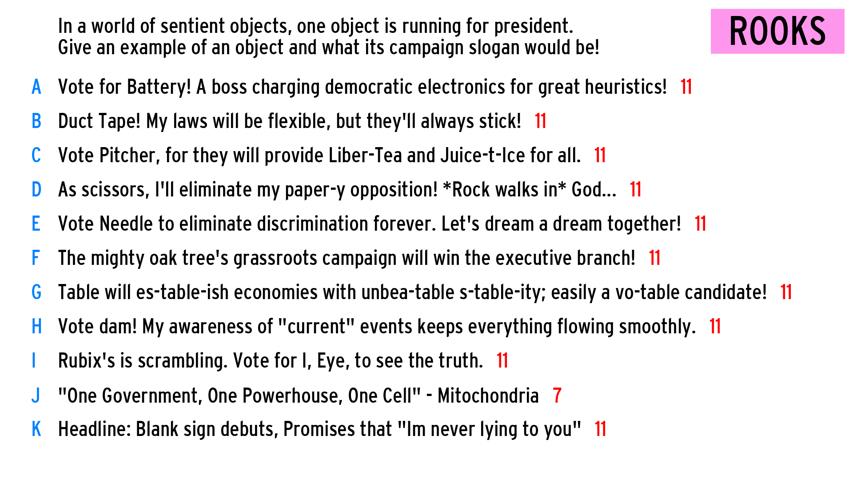 In a world of sentient objects, one object is running for president.
Give an example of an object and what its campaign slogan would be!
ROOKS
A Vote for Battery! A boss charging democratic electronics for great heuristics! 11
B Duct Tape! My laws will be flexible, but they'll always stick! 11
C Vote Pitcher, for they will provide Liber-Tea and Juice-t-Ice for all. 11
D As scissors, I'll eliminate my paper-y opposition! *Rock walks in* God... 11
E Vote Needle to eliminate discrimination forever. Let's dream a dream together! 11
F The mighty oak tree's grassroots campaign will win the executive branch! 11
G Table will es-table-ish economies with unbea-table s-table-ity; easily a vo-table candidate! 11
H Vote dam! My awareness of "current" events keeps everything flowing smoothly. 11
I Rubix's is scrambling. Vote for I, Eye, to see the truth. 11
J "One Government, One Powerhouse, One Cell" - Mitochondria 7
K Headline: Blank sign debuts, Promises that "Im never lying to you" 11